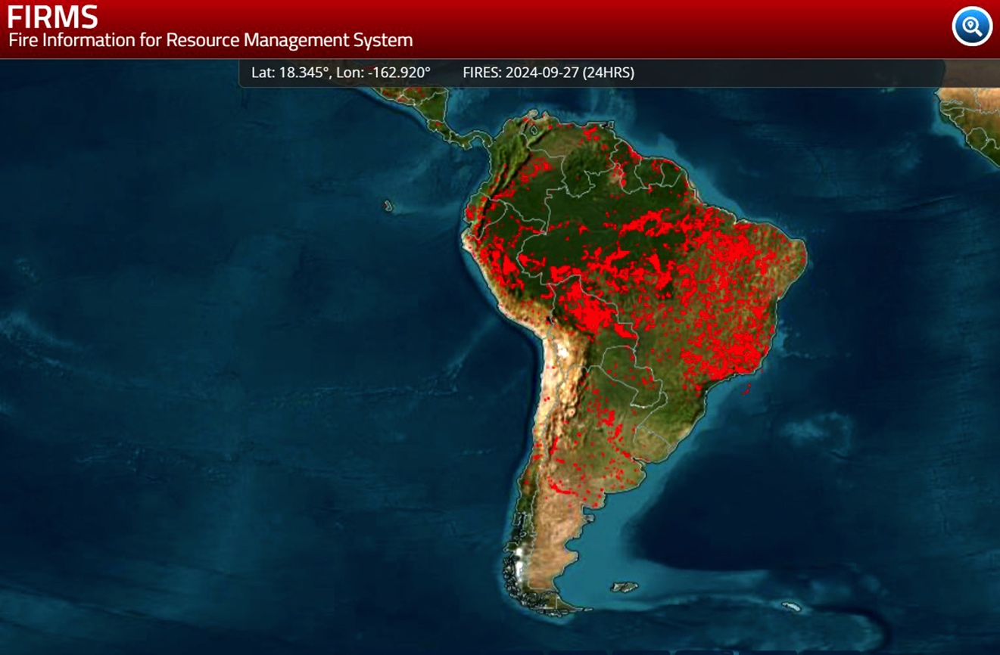 FIRMS
Fire Information for Resource Management System
Lat: 18.345°, Lon: -162.920° FIRES: 2024-09-27 (24HRS)